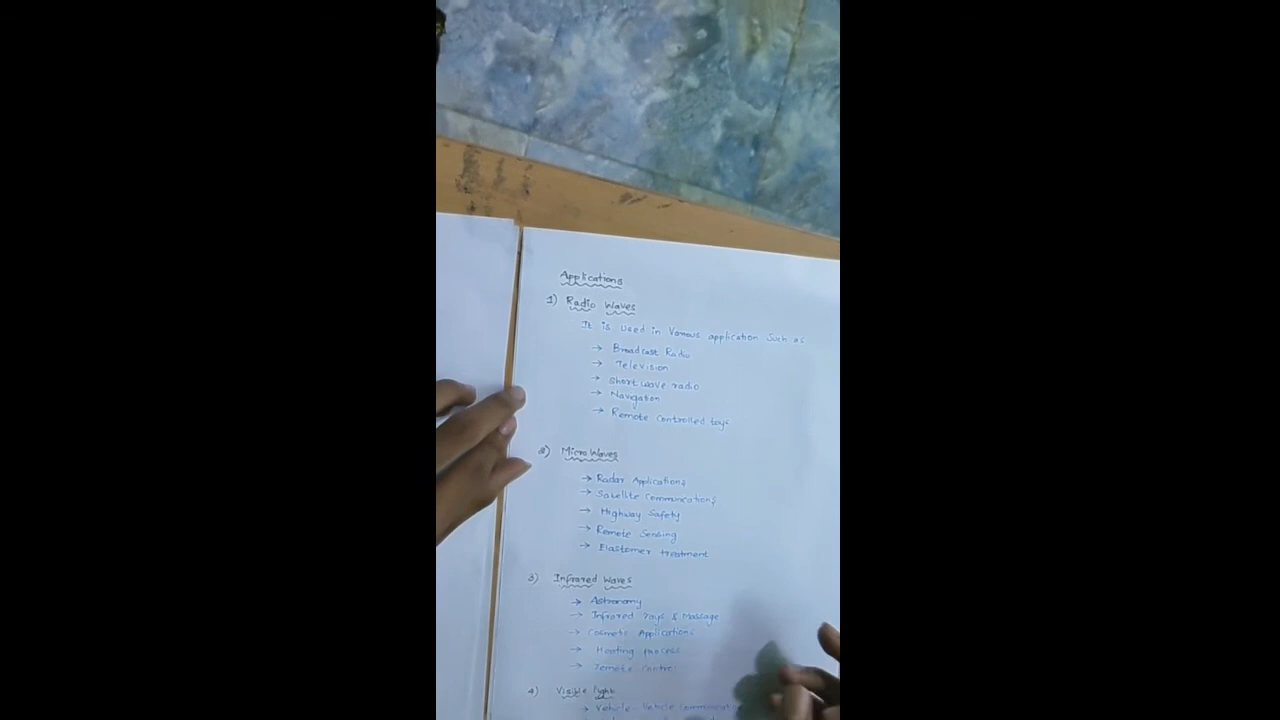 Applications
1) Radio Waves
It is used in Various application Such as
→ Broadcast Radio
→ Television
→ Short wave radio
→ Navigation
→ Remote Controlled toys
2) Micro Waves
→ Radar Applications
→ Satellite Communications
→ Highway Safety
→ Remote Sensing
→ Elastomer treatment
3) Infrared Waves
→ Astronomy
→ Infrared rays & Massage
→ Cosmetic Applications
→ Heating process
→ remote control
4) Visible light
→ Vehicle